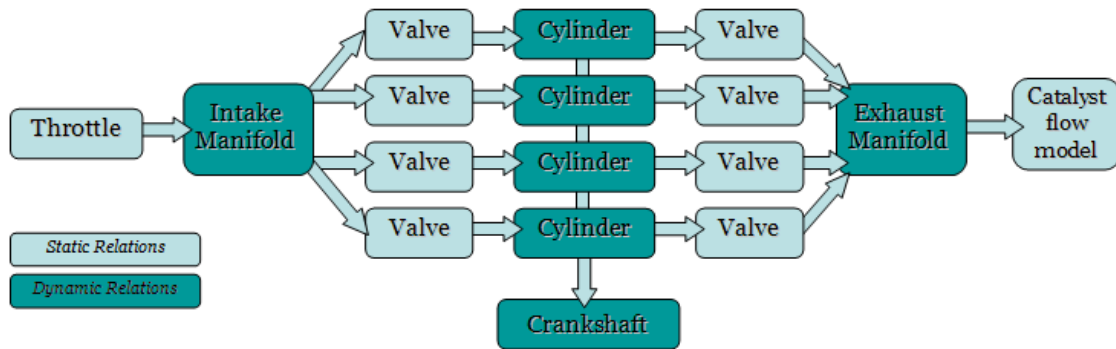 Valve
Cylinder
Valve
Valve
Cylinder
Valve
Throttle
Intake
Manifold
Exhaust
Manifold
Catalyst
flow
model
Valve
Cylinder
Valve
Valve
Cylinder
Valve
Static Relations
Dynamic Relations
Crankshaft